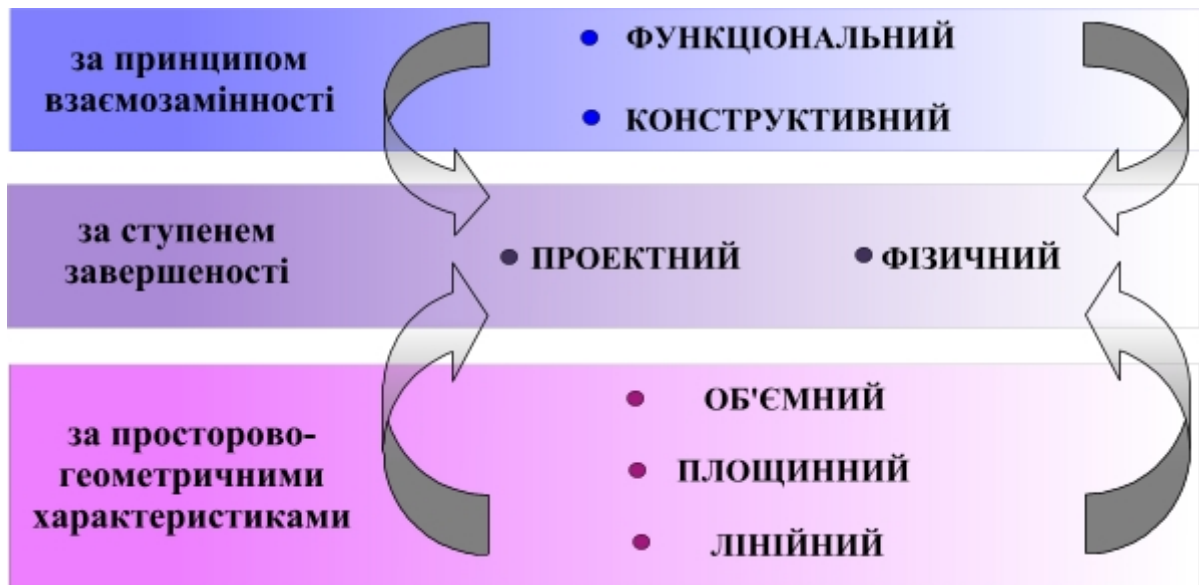 за принципом
взаємозамінності
• ФУНКЦІОНАЛЬНИЙ
• КОНСТРУКТИВНИЙ
за ступенем
завершеності
• ПРОЕКТНИЙ • ФІЗИЧНИЙ
за просторово-
геометричними
характеристиками
• ОБ'ЄМНИЙ
• ПЛОЩИННИЙ
• ЛІНІЙНИЙ